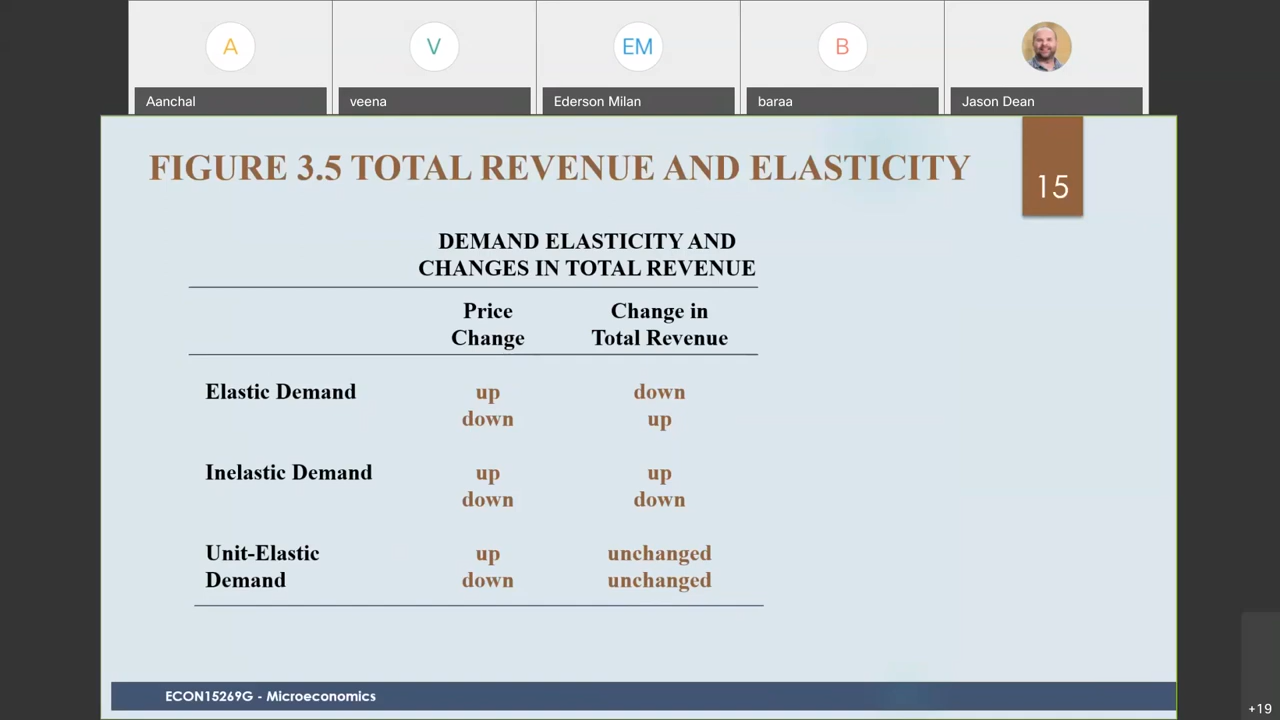 A
V
EM
B
Aanchal
veena
Ederson Milan
baraa
Jason Dean
FIGURE 3.5 TOTAL REVENUE AND ELASTICITY
15
DEMAND ELASTICITY AND
CHANGES IN TOTAL REVENUE
Price Change in
Change Total Revenue
Elastic Demand up down
down up
Inelastic Demand up up
down down
Unit-Elastic up unchanged
Demand down unchanged
ECON15269G - Microeconomics
+19